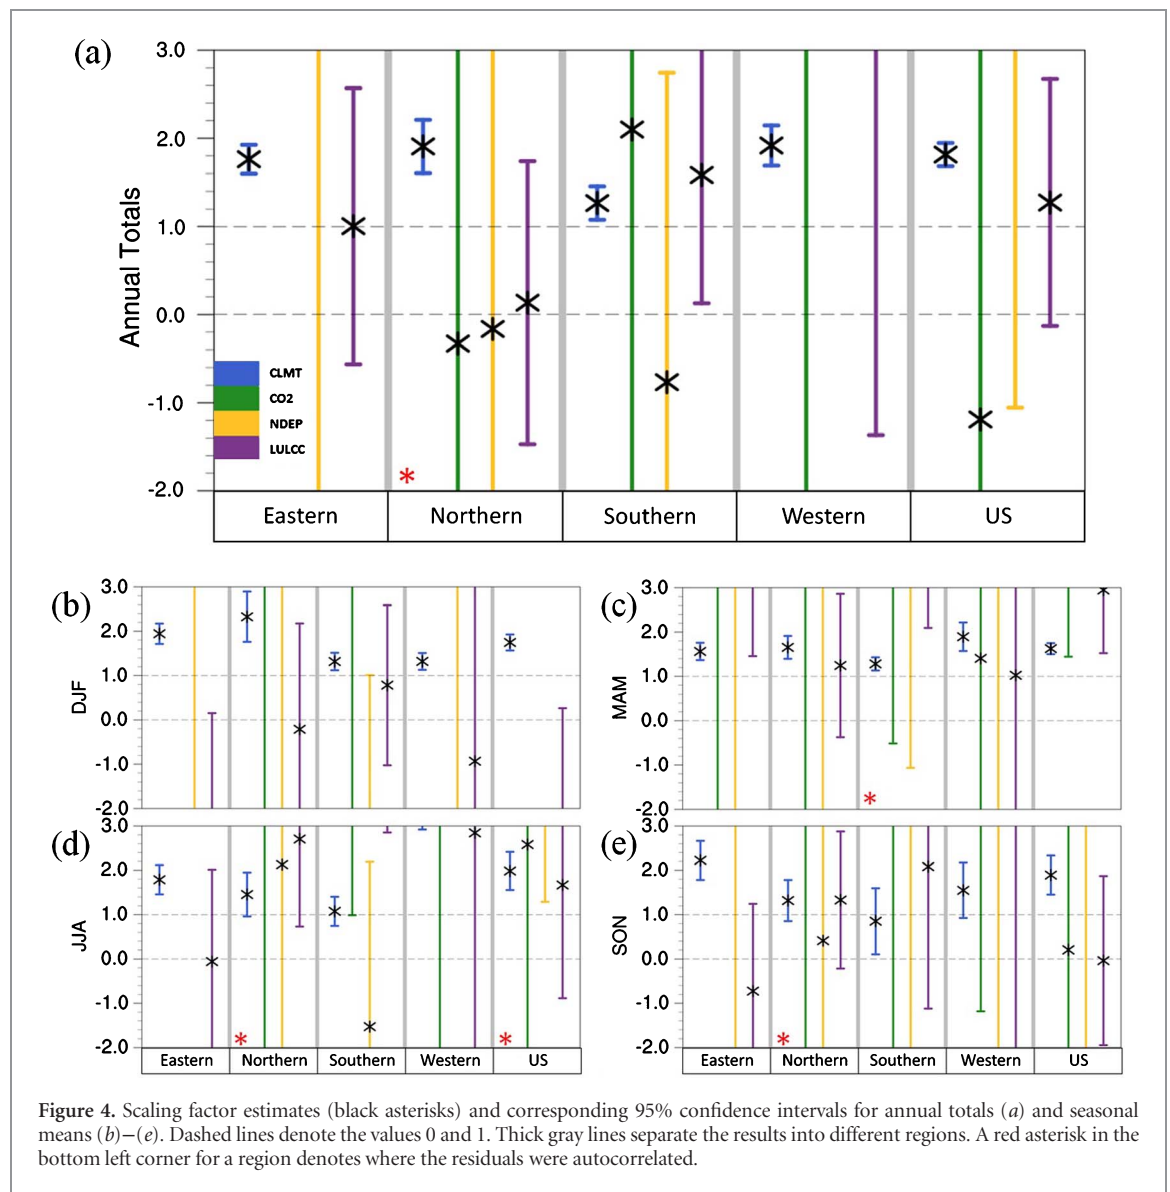 (a)
Annual Totals
3.0
2.0
1.0
0.0
-1.0
-2.0
CLMT
CO2
NDEP
LULCC
*
Eastern Northern Southern Western US
(b)
DJF
3.0
2.0
1.0
0.0
-1.0
-2.0
(c)
MAM
3.0
2.0
1.0
0.0
-1.0
-2.0
*
(d)
JJA
3.0
2.0
1.0
0.0
-1.0
-2.0
* *
Eastern Northern Southern Western US
(e)
SON
3.0
2.0
1.0
0.0
-1.0
-2.0
*
Eastern Northern Southern Western US
Figure 4. Scaling factor estimates (black asterisks) and corresponding 95% confidence intervals for annual totals (a) and seasonal
means (b)–(e). Dashed lines denote the values 0 and 1. Thick gray lines separate the results into different regions. A red asterisk in the
bottom left corner for a region denotes where the residuals were autocorrelated.